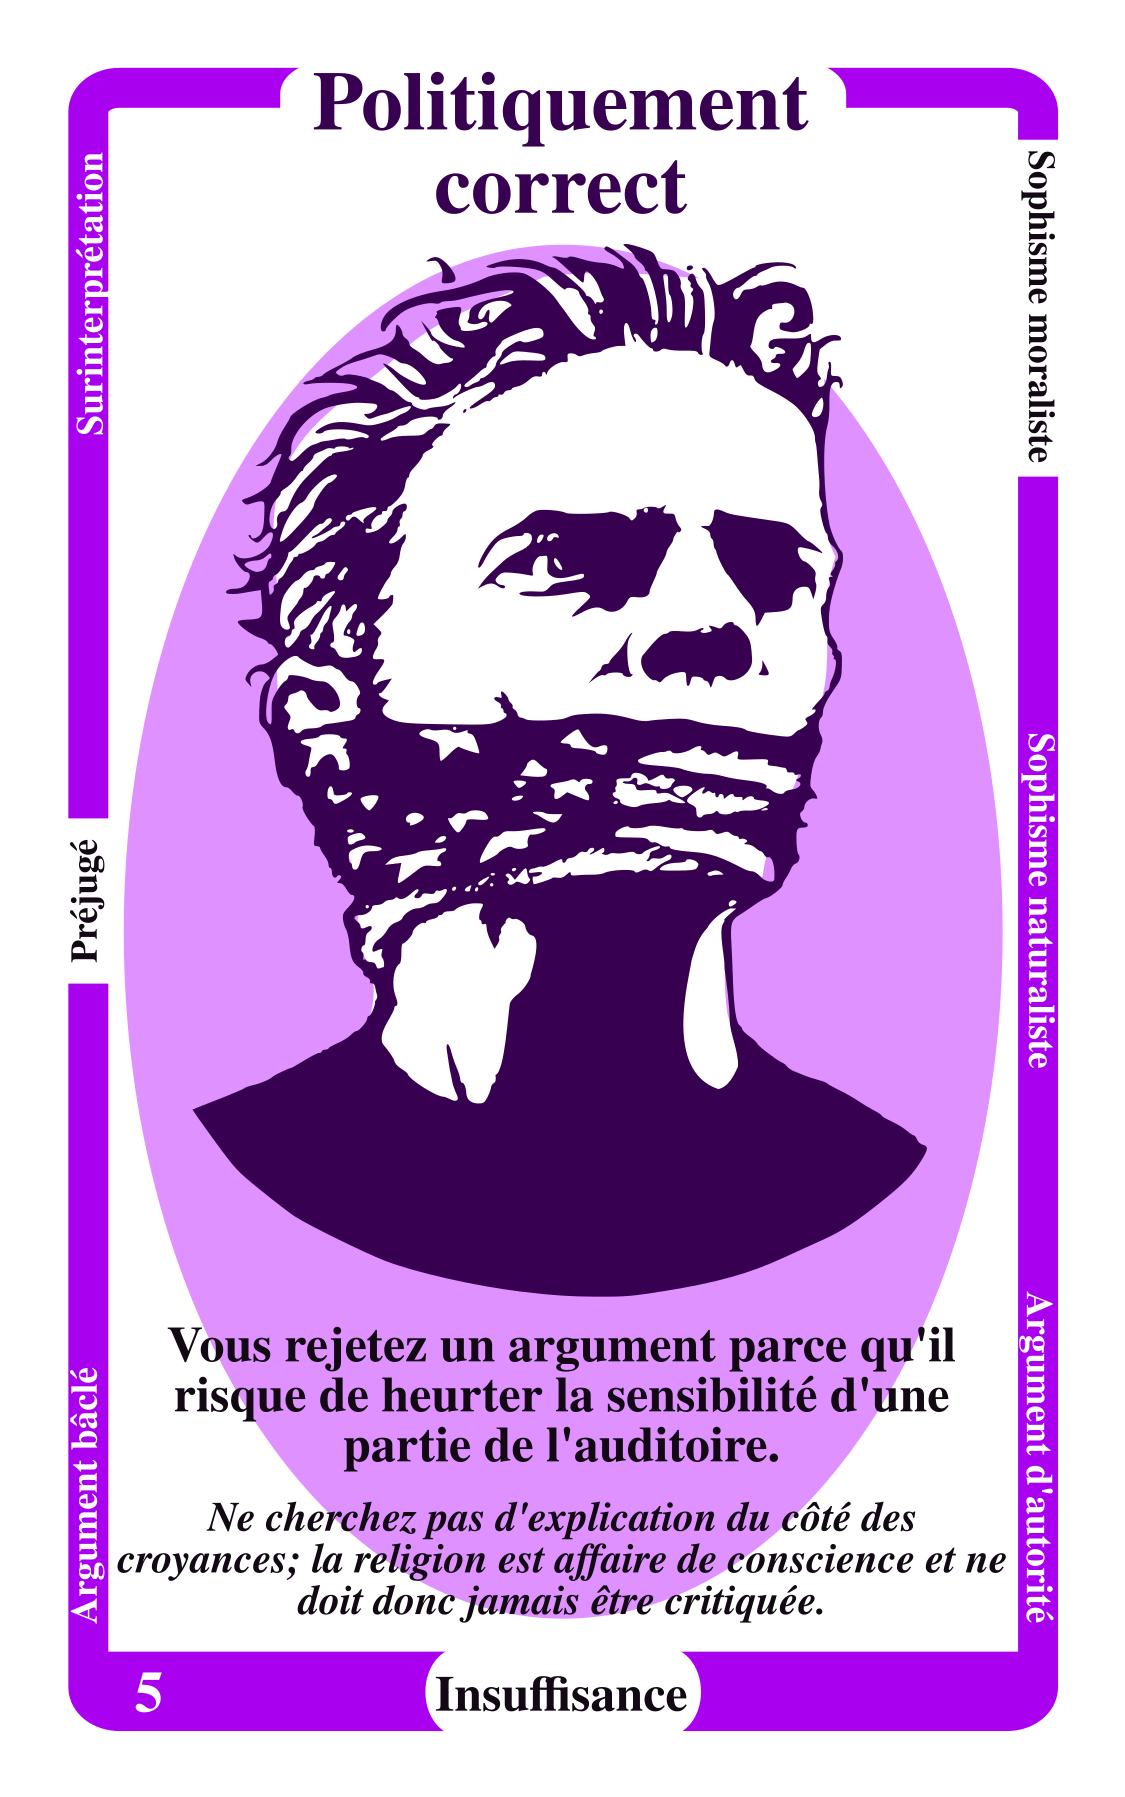 Politiquement
correct
Surinterprétation
Préjugé
Argument bâclé
Sophisme moraliste
Sophisme naturaliste
Argument d'autorité
Vous rejetez un argument parce qu'il
risque de heurter la sensibilité d'une
partie de l'auditoire.
Ne cherchez pas d'explication du côté des
croyances; la religion est affaire de conscience et ne
doit donc jamais être critiquée.
5
Insuffisance